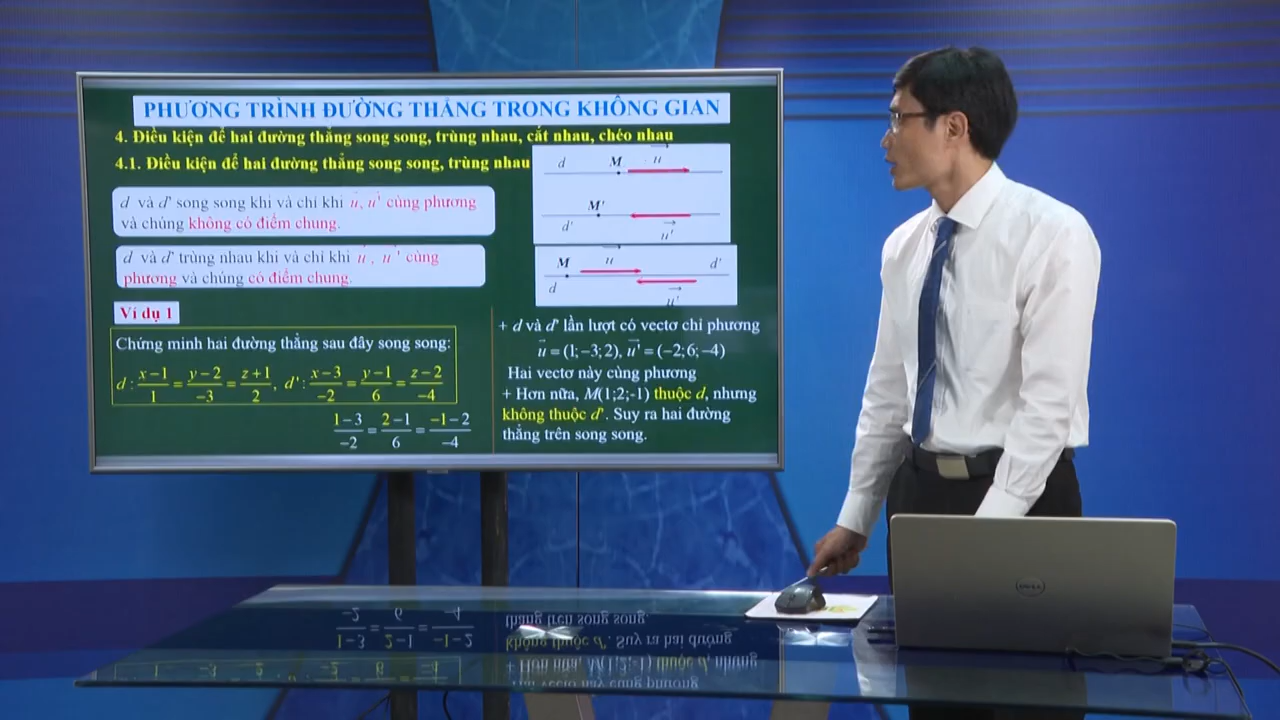 PHƯƠNG TRÌNH ĐƯỜNG THẲNG TRONG KHÔNG GIAN
4. Điều kiện để hai đường thẳng song song, trùng nhau, cắt nhau, chéo nhau
4.1. Điều kiện để hai đường thẳng song song, trùng nhau
d và d' song song khi và chỉ khi u, u' cùng phương
và chúng không có điểm chung.
d và d' trùng nhau khi và chỉ khi u , u' cùng
phương và chúng có điểm chung.
d M u
M'
d' u'
M u d'
d u'
Ví dụ 1
Chứng minh hai đường thẳng sau đây song song:
d : (x−1)/1 = (y−2)/−3 = (z+1)/2, d' : (x−3)/−2 = (y−1)/6 = (z−2)/−4
(1−3)/−2 = (2−1)/6 = (−1−2)/−4
+ d và d' lần lượt có vectơ chỉ phương
u = (1;−3;2), u' = (−2;6;−4)
Hai vectơ này cùng phương
+ Hơn nữa, M(1;2;-1) thuộc d, nhưng
không thuộc d'. Suy ra hai đường
thẳng trên song song.
DELL